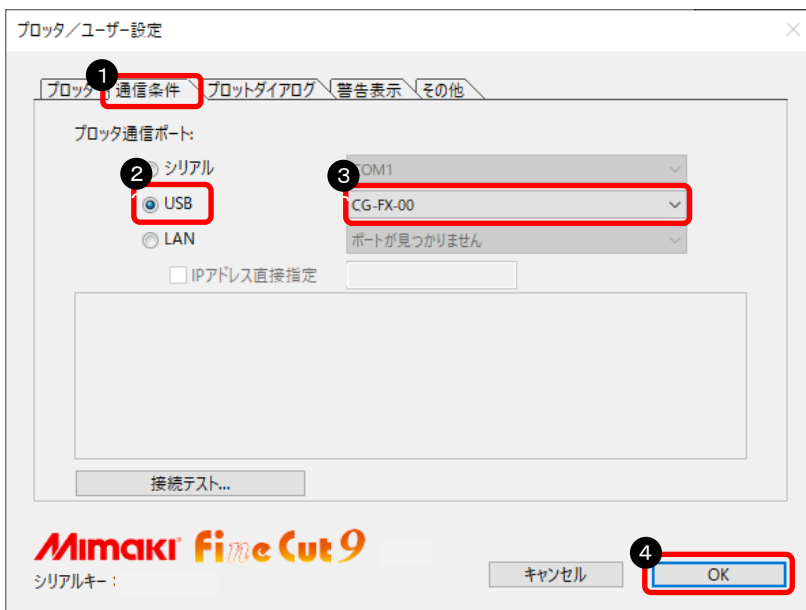 プロッタ／ユーザー設定
1
プロッタ 通信条件 プロットダイアログ 警告表示 その他
プロッタ通信ポート:
2 シリアル 3 COM1
USB CG-FX-00
LAN ポートが見つかりません
IPアドレス直接指定
接続テスト...
Mimaki Fine Cut 9
4
シリアルキー： キャンセル OK